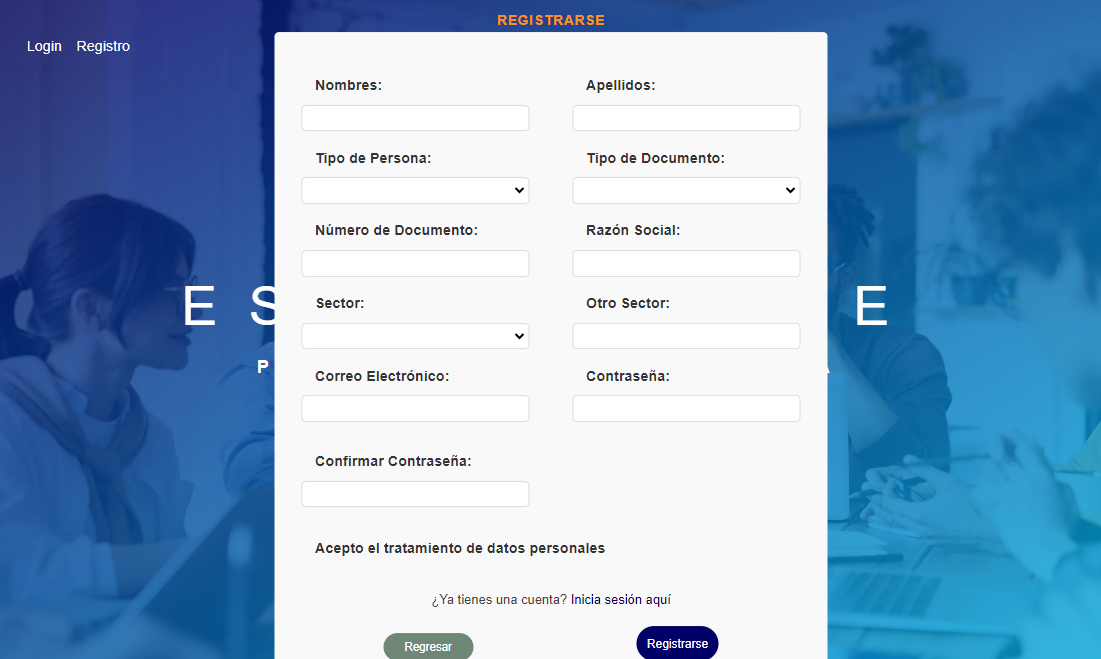 REGISTRARSE
Login Registro
Nombres: Apellidos:
Tipo de Persona: Tipo de Documento:
Número de Documento: Razón Social:
E S E
Sector: Otro Sector:
P
Correo Electrónico: Contraseña:
Confirmar Contraseña:
Acepto el tratamiento de datos personales
¿Ya tienes una cuenta? Inicia sesión aquí
Regresar Registrarse